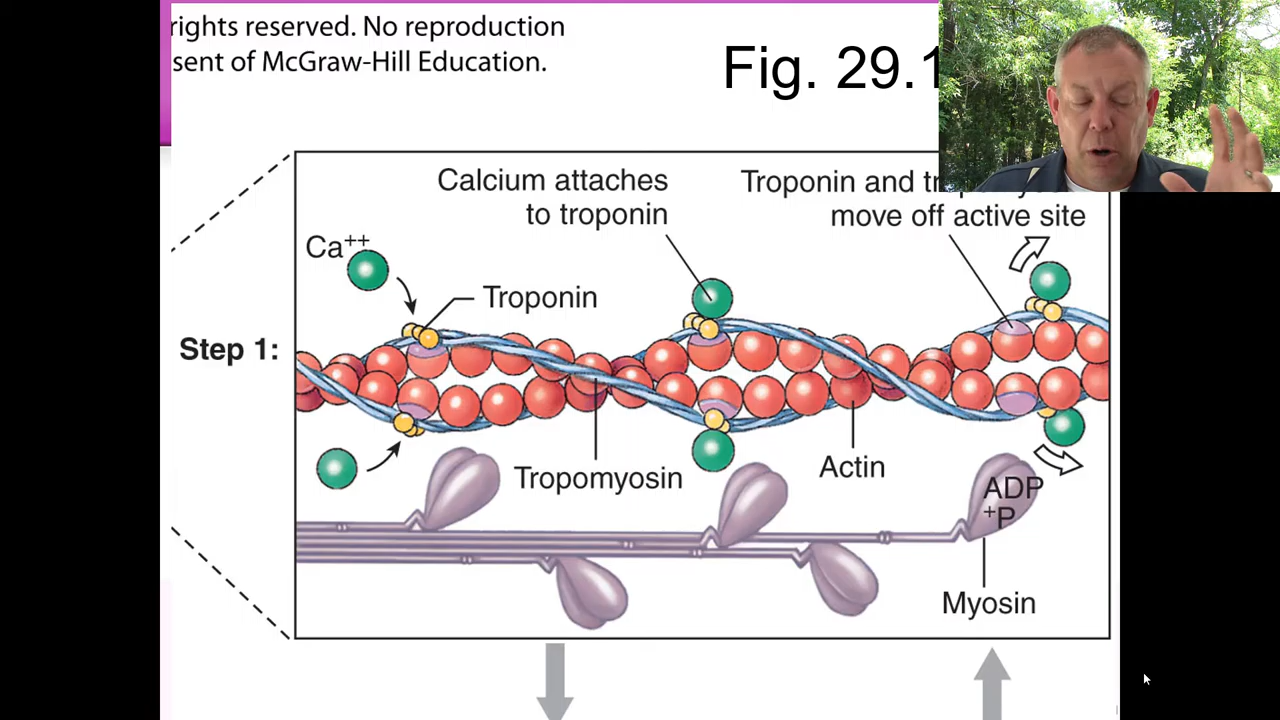 rights reserved. No reproduction
sent of McGraw-Hill Education.
Fig. 29.1
Calcium attaches
to troponin
Troponin and
move off active site
Ca++
Troponin
Step 1:
Tropomyosin
Actin
ADP
+P
Myosin